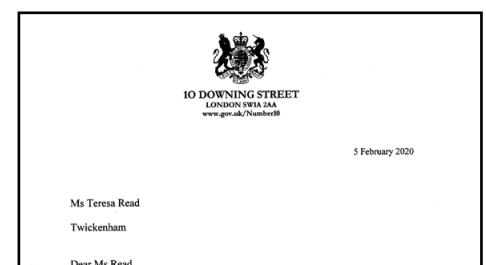 10 DOWNING STREET
LONDON SW1A 2AA
www.gov.uk/Number10
5 February 2020
Ms Teresa Read
Twickenham
Dear Ms Read